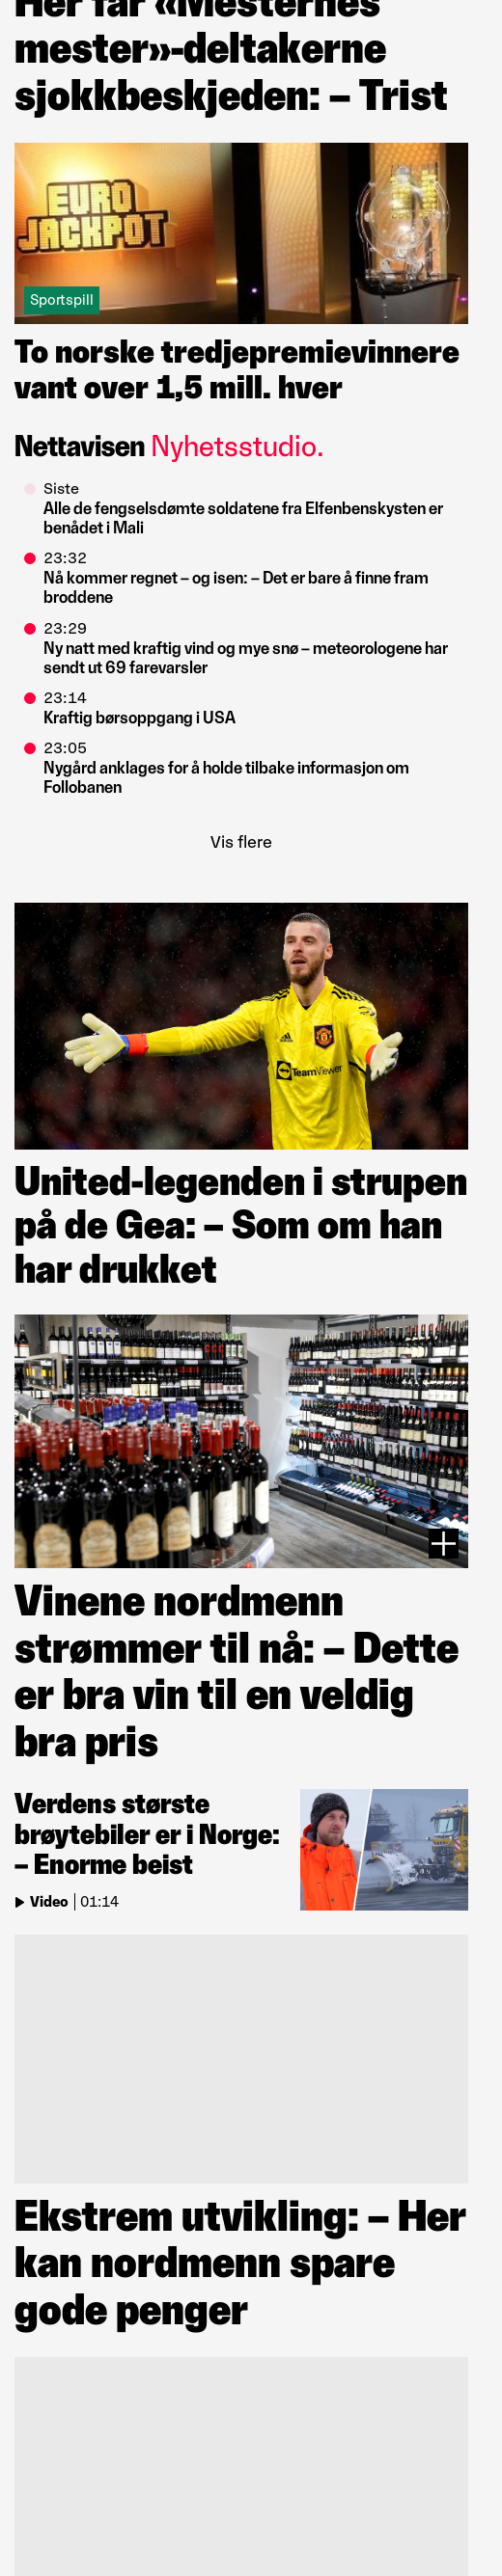 Her får «Mesternes
mester»-deltakerne
sjokkbeskjeden: – Trist
EURO
JACKPOT
Sportspill
To norske tredjepremievinnere
vant over 1,5 mill. hver
Nettavisen Nyhetsstudio.
Siste
Alle de fengselsdømte soldatene fra Elfenbenskysten er
benådet i Mali
23:32
Nå kommer regnet – og isen: – Det er bare å finne fram
broddene
23:29
Ny natt med kraftig vind og mye snø – meteorologene har
sendt ut 69 farevarsler
23:14
Kraftig børsoppgang i USA
23:05
Nygård anklages for å holde tilbake informasjon om
Follobanen
Vis flere
TeamViewer
United-legenden i strupen
på de Gea: – Som om han
har drukket
Vinene nordmenn
strømmer til nå: – Dette
er bra vin til en veldig
bra pris
Verdens største
brøytebiler er i Norge:
– Enorme beist
Video | 01:14
Ekstrem utvikling: – Her
kan nordmenn spare
gode penger